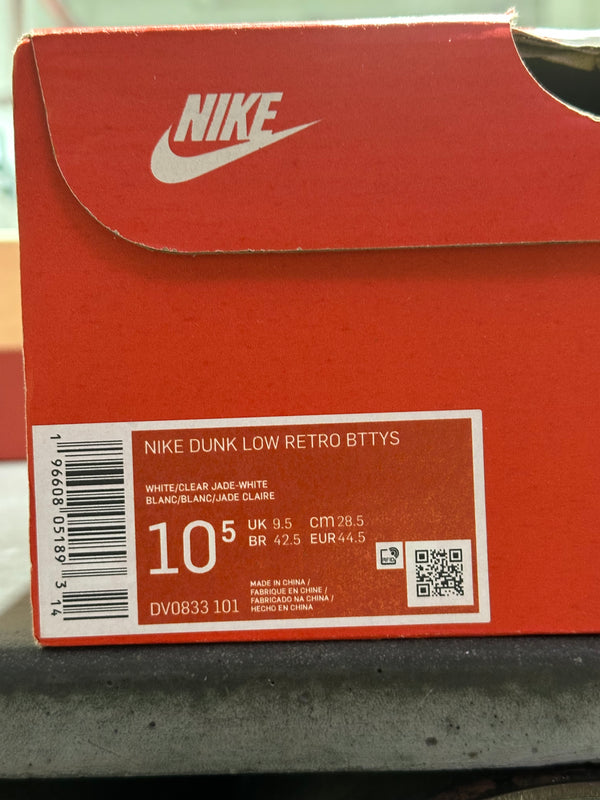 NIKE
NIKE DUNK LOW RETRO BTTYS
WHITE/CLEAR JADE-WHITE
BLANC/BLANC/JADE CLAIRE
10⁵
UK 9.5 cm 28.5
BR 42.5 EUR 44.5
RFID
MADE IN CHINA /
FABRIQUE EN CHINE /
FABRICADO NA CHINA /
HECHO EN CHINA
DV0833 101
1 96608 05189 3 14